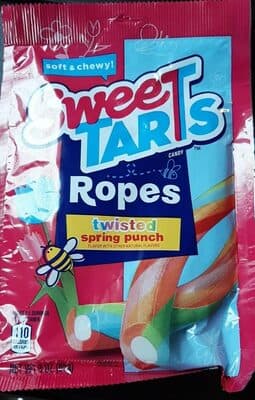 soft & chewy!
SweeTARTS
CANDY
Ropes
twisted
spring punch
FLAVOR WITH OTHER NATURAL FLAVORS
110